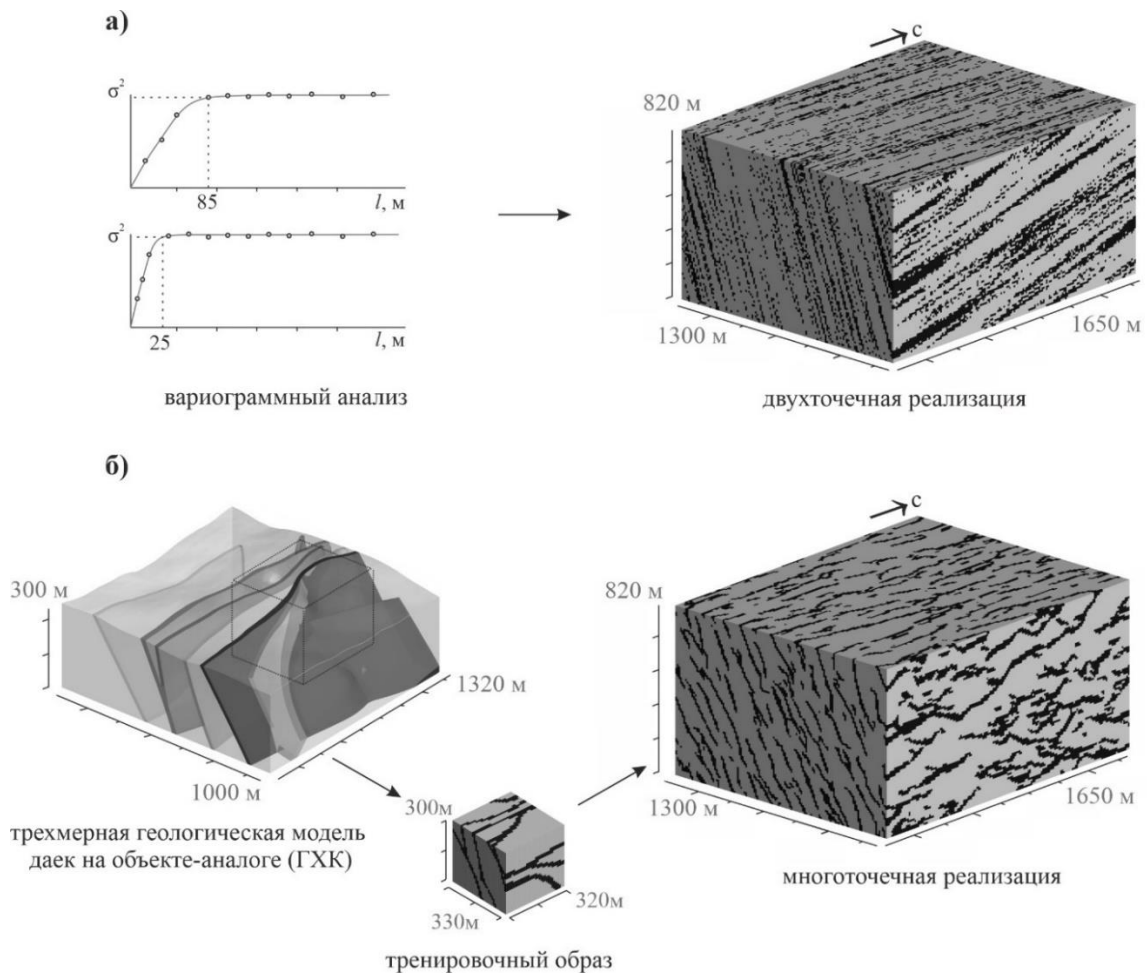 а)
σ²
85
l, м
σ²
25
l, м
вариограммный анализ
с
820 м
1300 м
1650 м
двухточечная реализация
б)
300 м
1320 м
1000 м
трехмерная геологическая модель
даек на объекте-аналоге (ГХК)
300м
330м
320м
тренировочный образ
с
820 м
1300 м
1650 м
многоточечная реализация